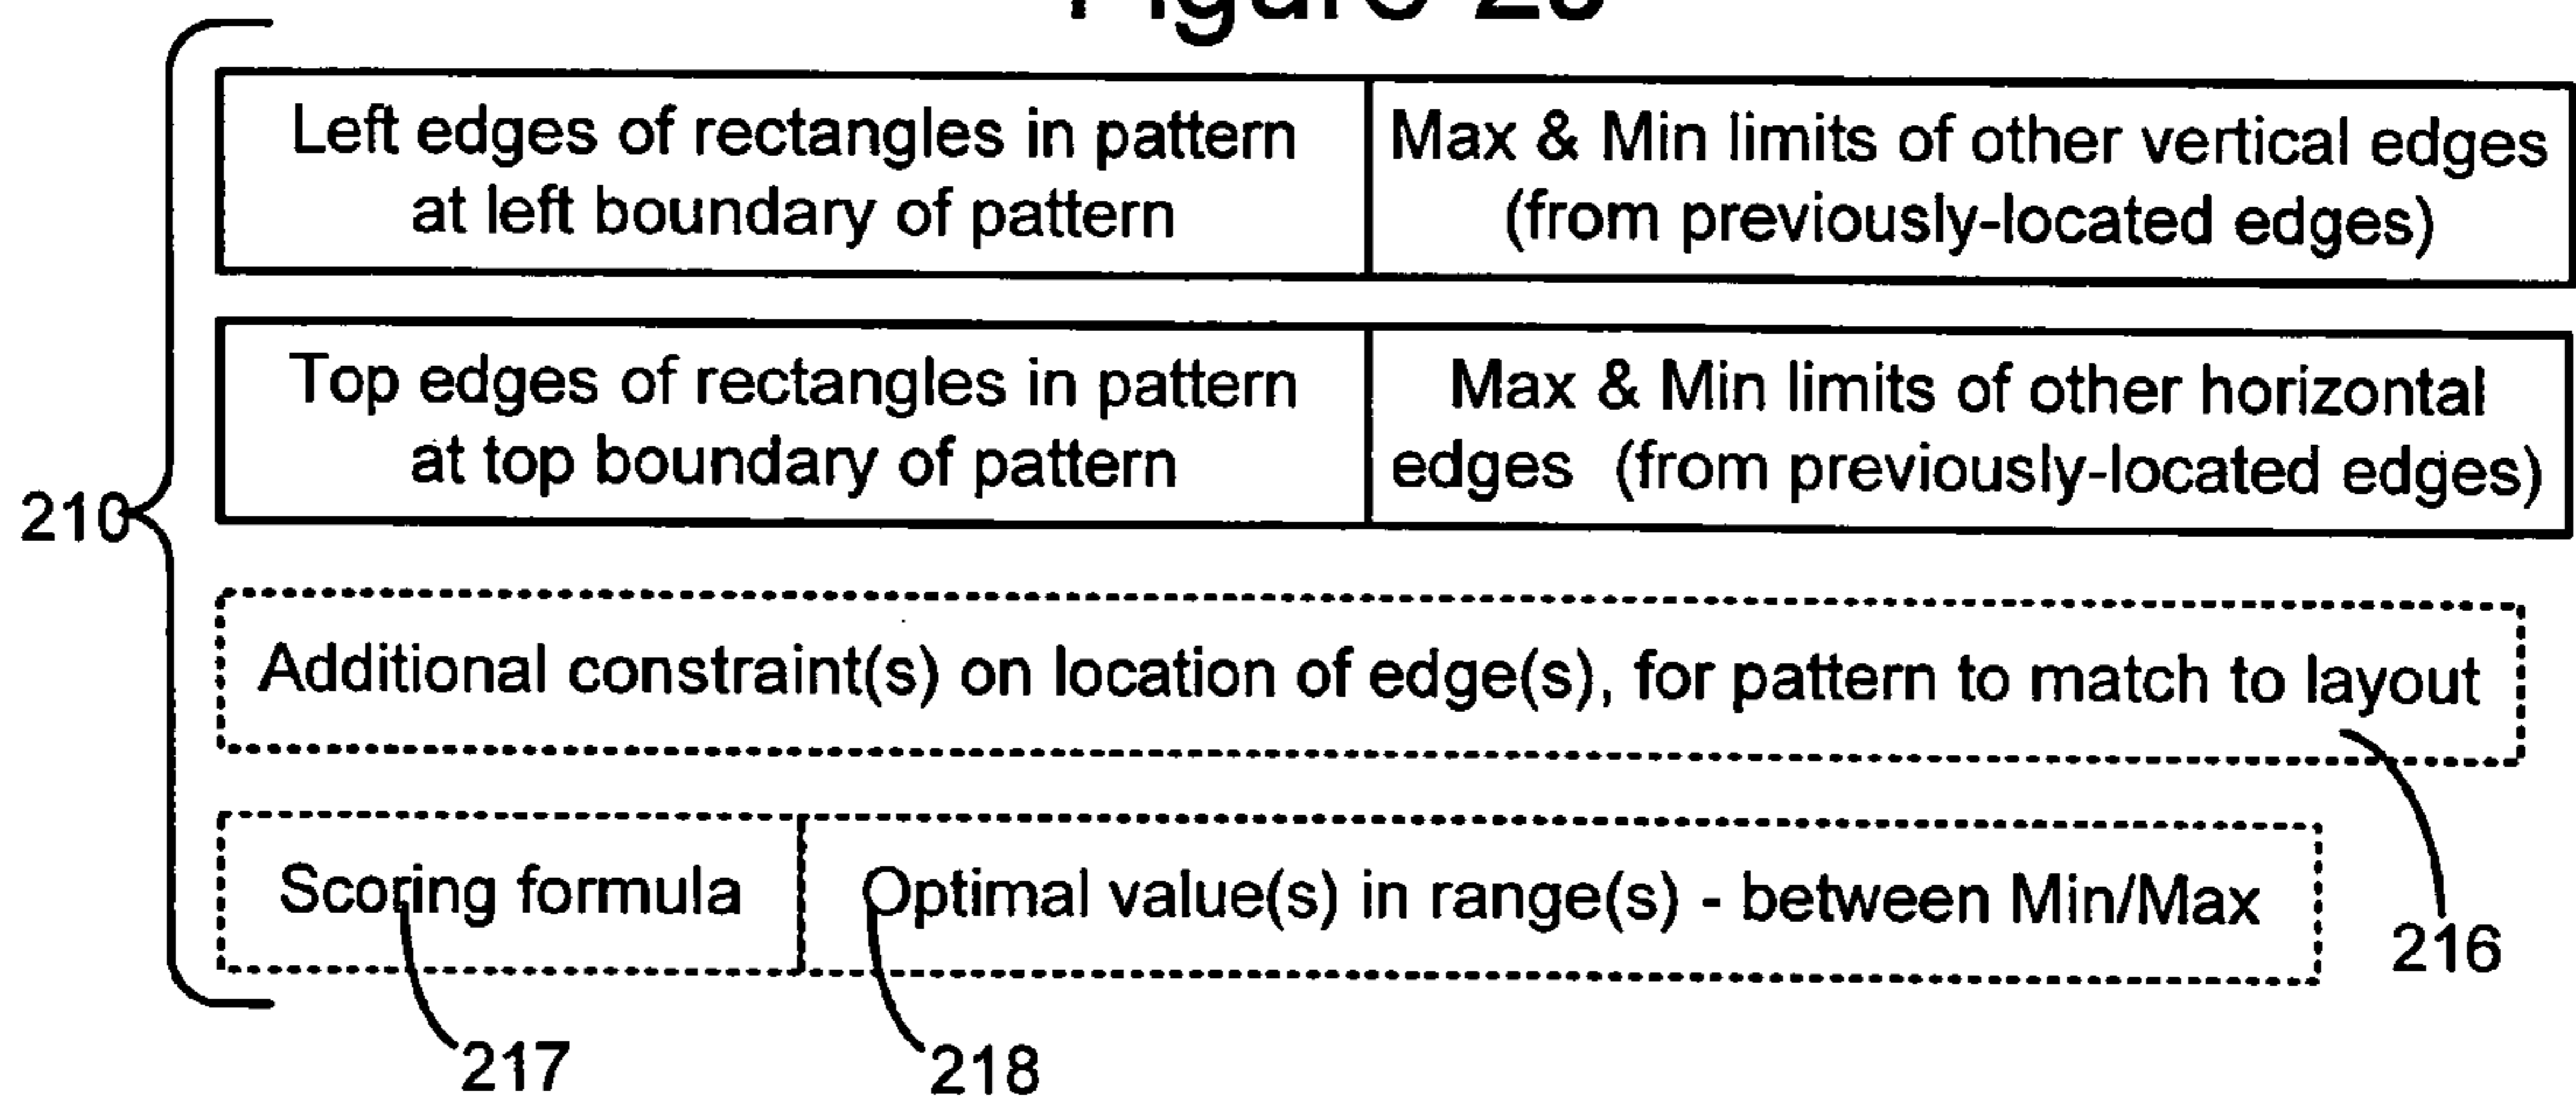 Left edges of rectangles in pattern
at left boundary of pattern
Max & Min limits of other vertical edges
(from previously-located edges)
Top edges of rectangles in pattern
at top boundary of pattern
Max & Min limits of other horizontal
edges (from previously-located edges)
210
Additional constraint(s) on location of edge(s), for pattern to match to layout
Scoring formula
Optimal value(s) in range(s) - between Min/Max
216
217
218